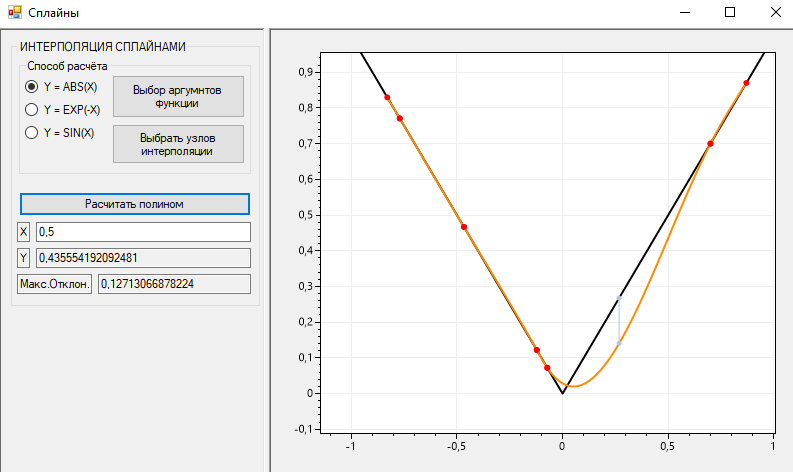 Сплайны
ИНТЕРПОЛЯЦИЯ СПЛАЙНАМИ
Способ расчёта
Y = ABS(X)
Y = EXP(-X)
Y = SIN(X)
Выбор аргумнтов
функции
Выбрать узлов
интерполяции
Расчитать полином
X
0,5
Y
0,435554192092481
Макс.Отклон.
0,12713066878224
0,9
0,8
0,7
0,6
0,5
0,4
0,3
0,2
0,1
0
-0,1
-1
-0,5
0
0,5
1